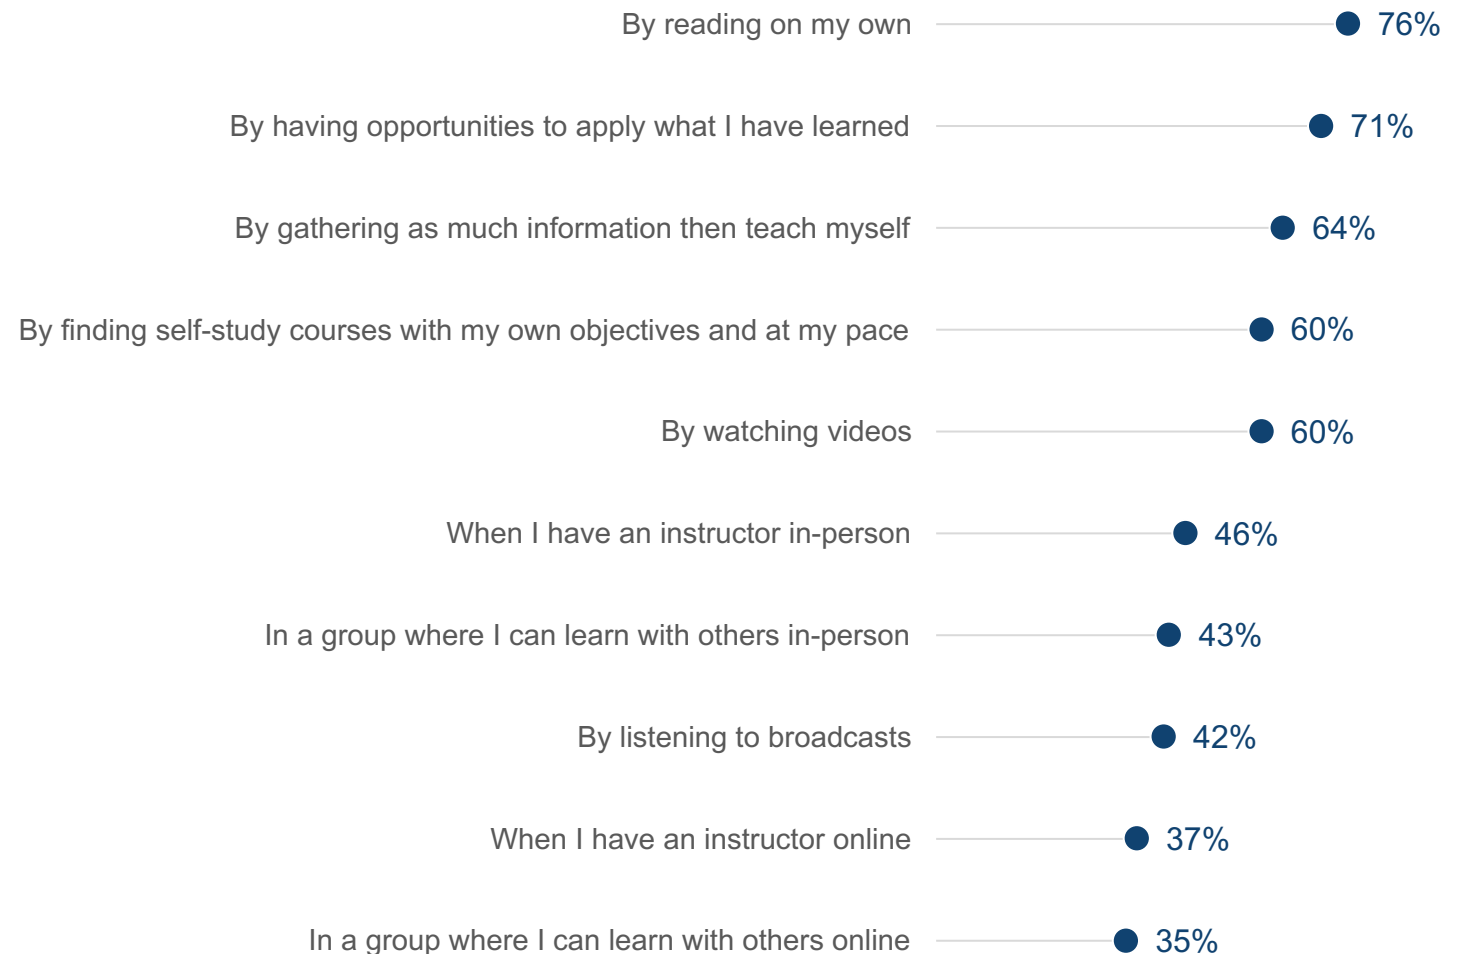 By reading on my own 76%
By having opportunities to apply what I have learned 71%
By gathering as much information then teach myself 64%
By finding self-study courses with my own objectives and at my pace 60%
By watching videos 60%
When I have an instructor in-person 46%
In a group where I can learn with others in-person 43%
By listening to broadcasts 42%
When I have an instructor online 37%
In a group where I can learn with others online 35%